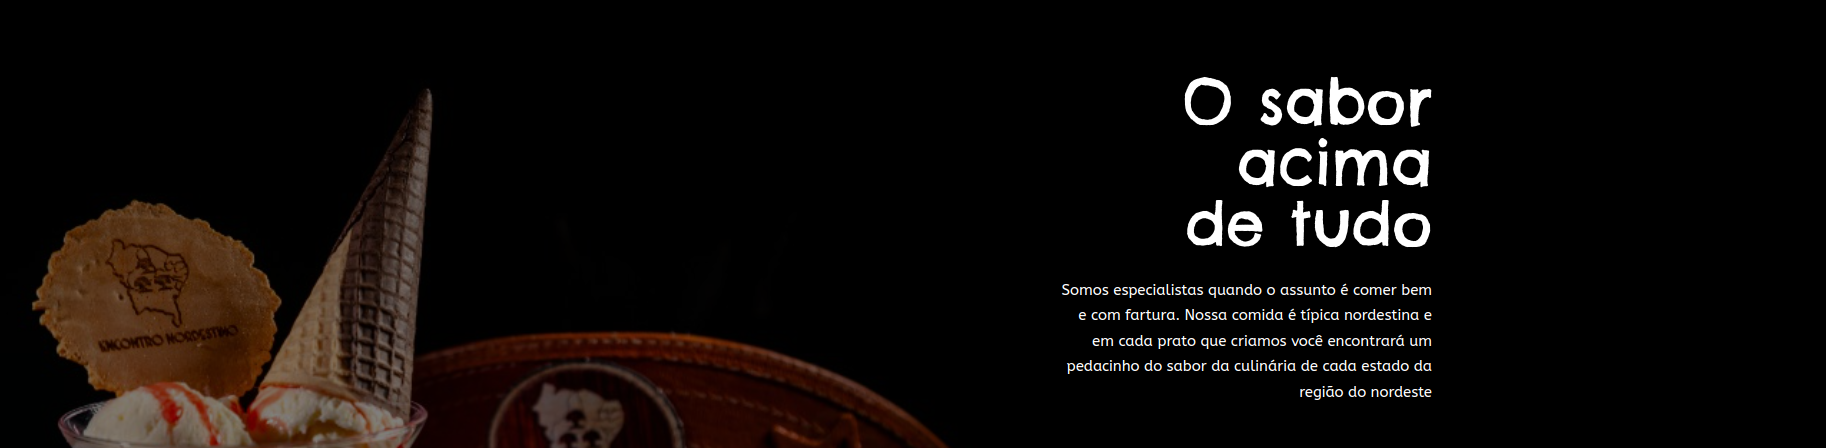 ENCONTRO NORDESTINO
O sabor
acima
de tudo
Somos especialistas quando o assunto é comer bem
e com fartura. Nossa comida é típica nordestina e
em cada prato que criamos você encontrará um
pedacinho do sabor da culinária de cada estado da
região do nordeste